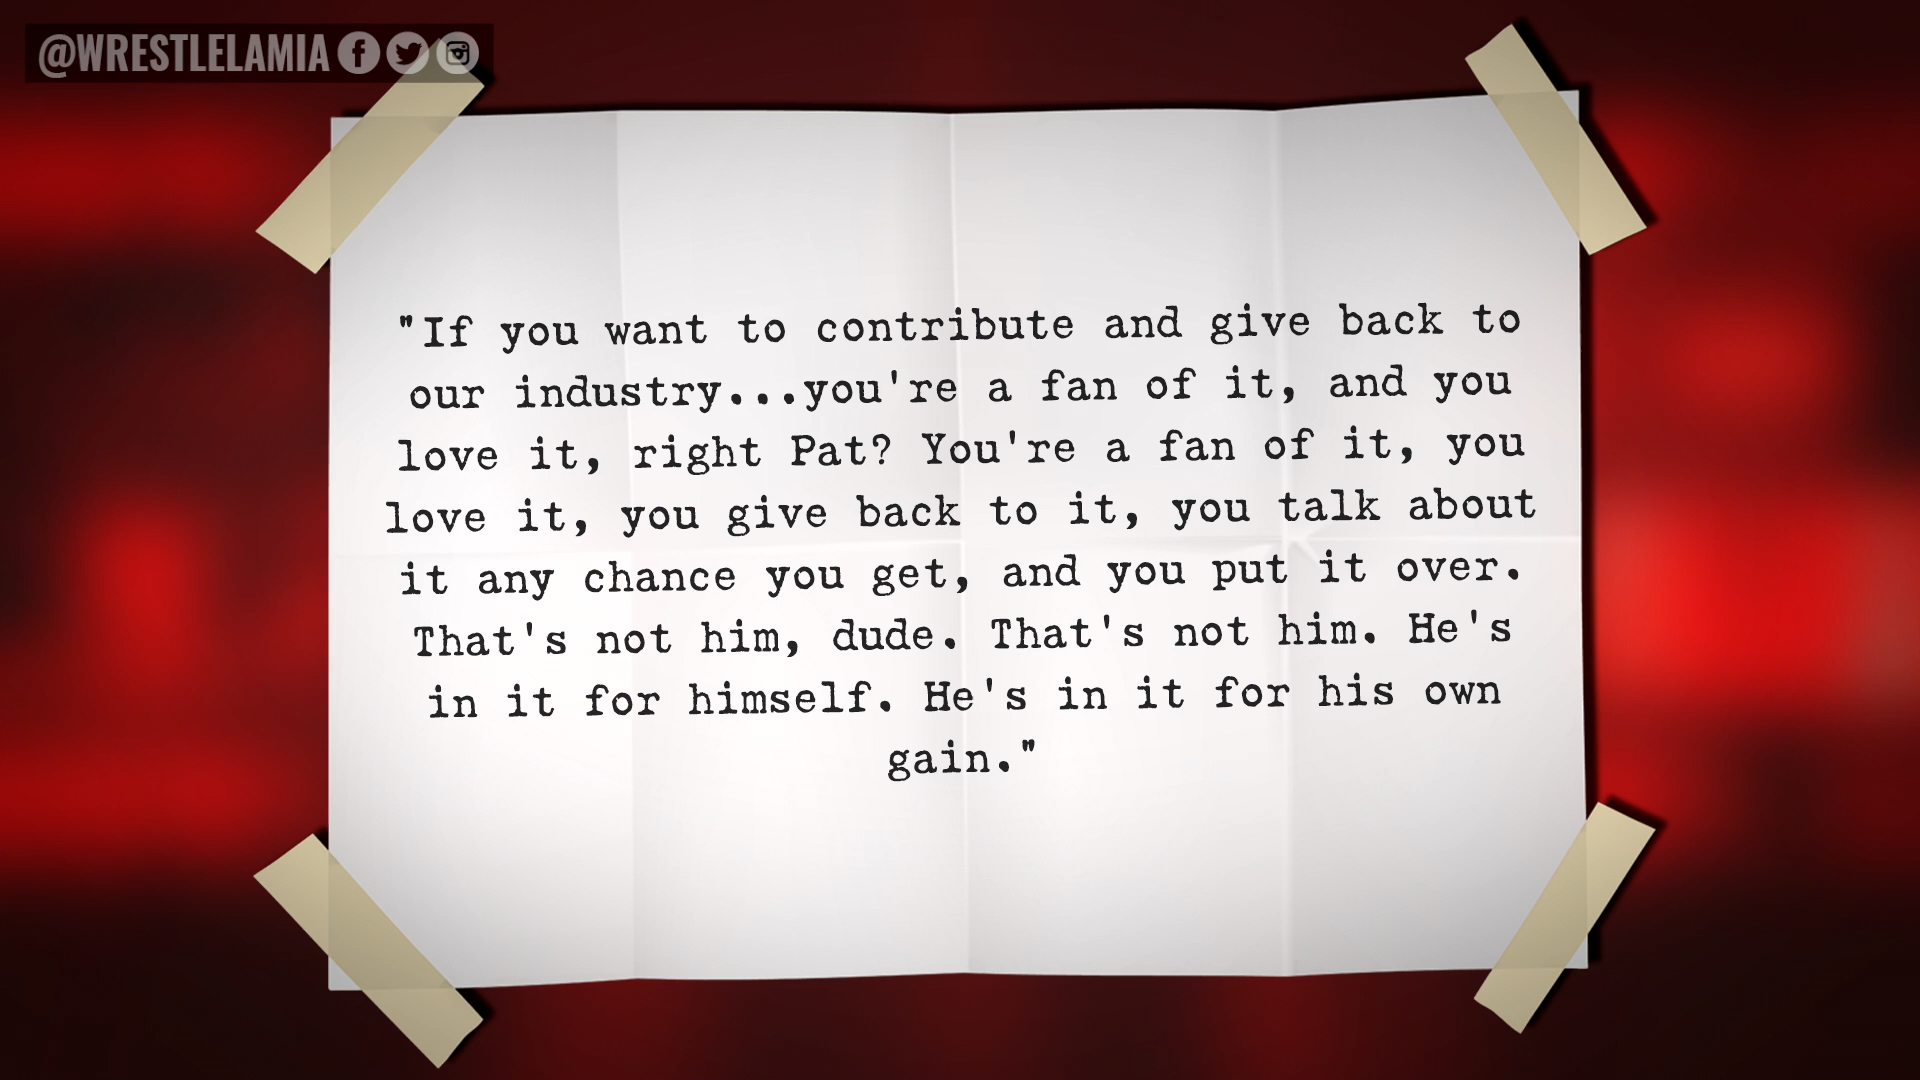 @WRESTLELAMIA
"If you want to contribute and give back to
our industry...you're a fan of it, and you
love it, right Pat? You're a fan of it, you
love it, you give back to it, you talk about
it any chance you get, and you put it over.
That's not him, dude. That's not him. He's
in it for himself. He's in it for his own
gain."